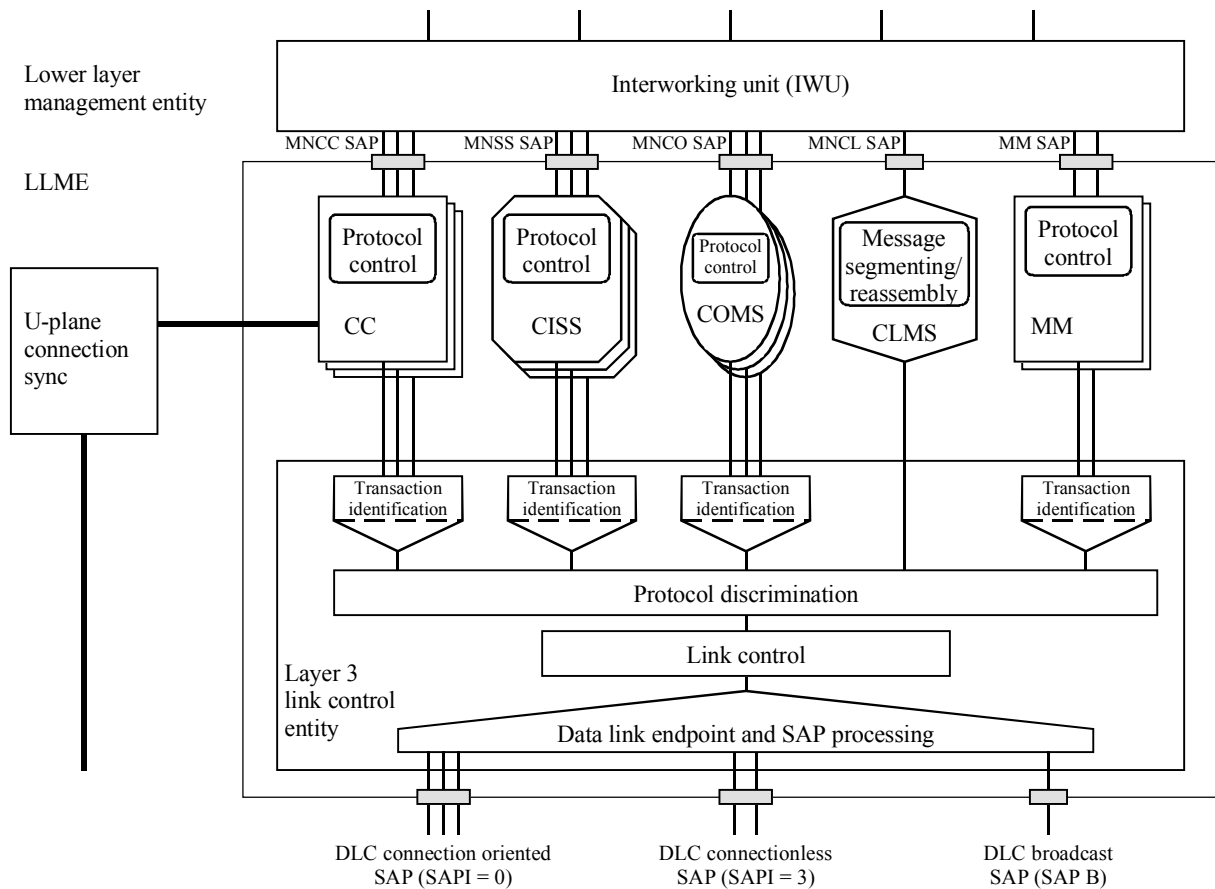 Lower layer
management entity
Interworking unit (IWU)
MNCC SAP
MNSS SAP
MNCO SAP
MNCL SAP
MM SAP
LLME
Protocol
control
CC
Protocol
control
CISS
Protocol
control
COMS
Message
segmenting/
reassembly
CLMS
Protocol
control
MM
U-plane
connection
sync
Transaction
identification
Transaction
identification
Transaction
identification
Transaction
identification
Protocol discrimination
Link control
Layer 3
link control
entity
Data link endpoint and SAP processing
DLC connection oriented
SAP (SAPI = 0)
DLC connectionless
SAP (SAPI = 3)
DLC broadcast
SAP (SAP B)